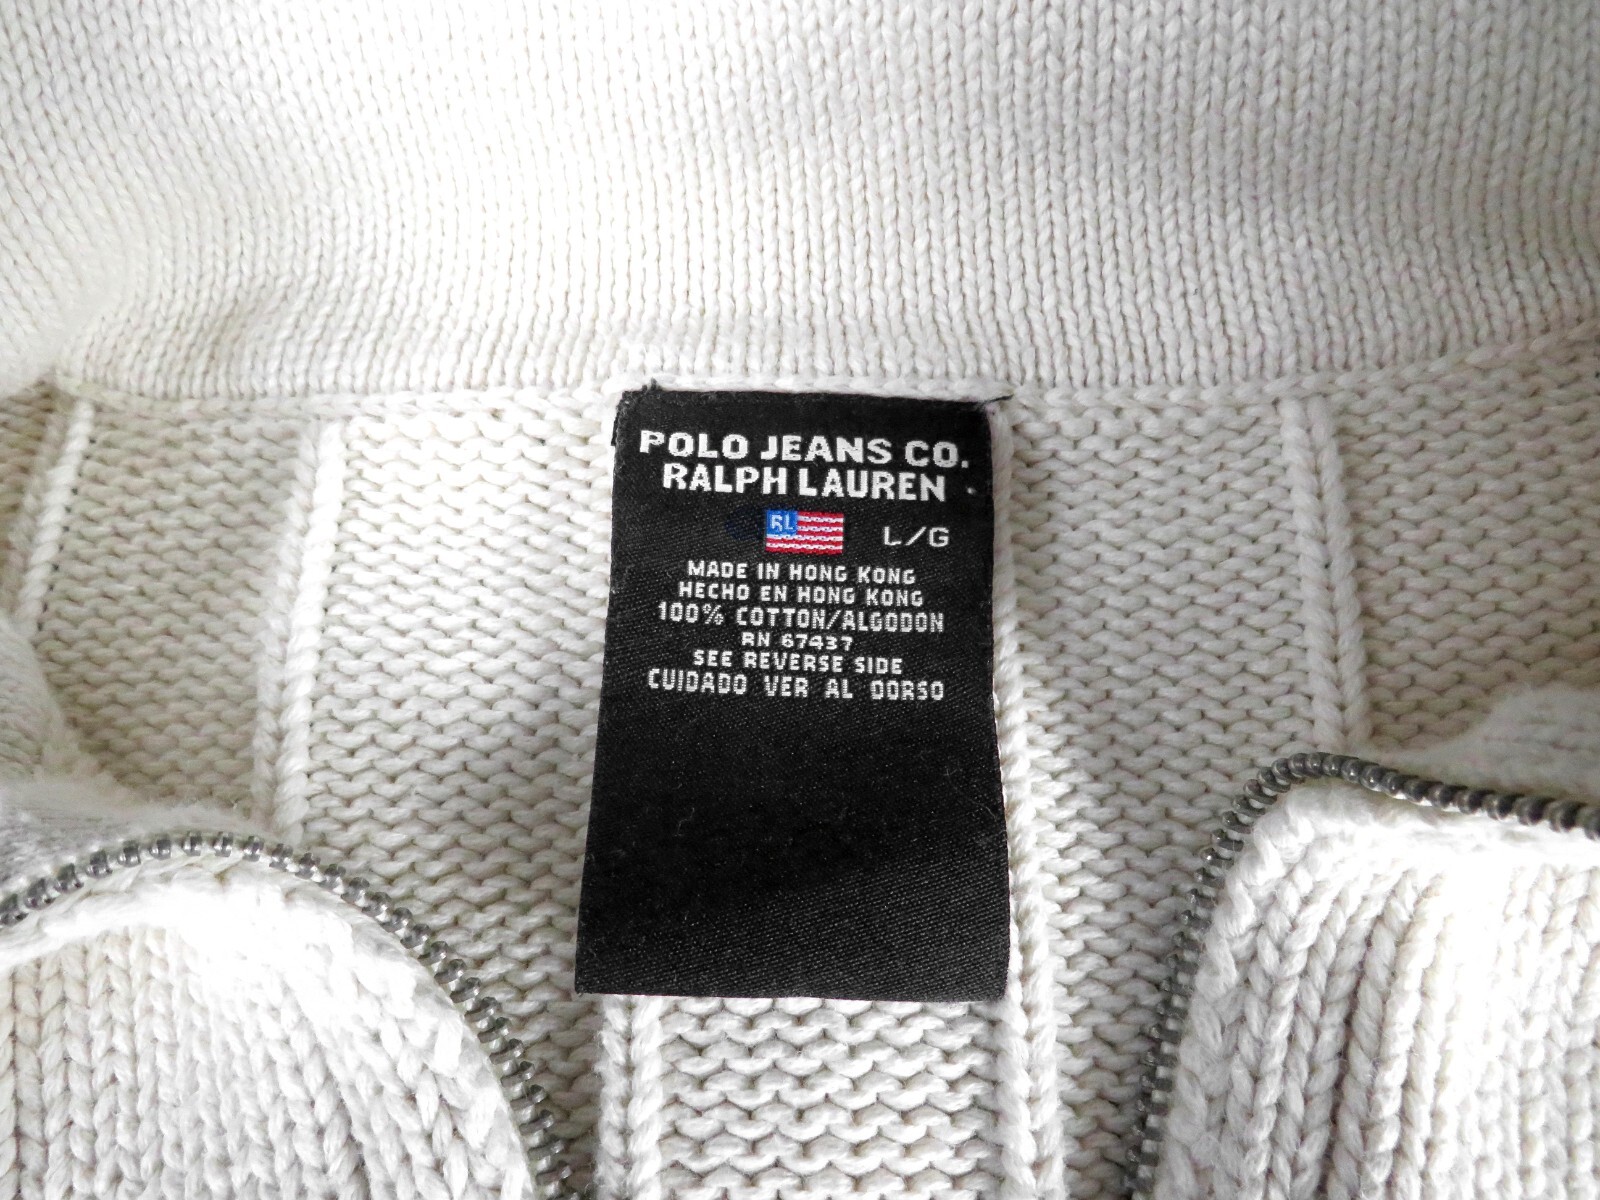 POLO JEANS CO.
RALPH LAUREN
RL L/G
MADE IN HONG KONG
HECHO EN HONG KONG
100% COTTON/ALGODON
RN 67437
SEE REVERSE SIDE
CUIDADO VER AL DORSO